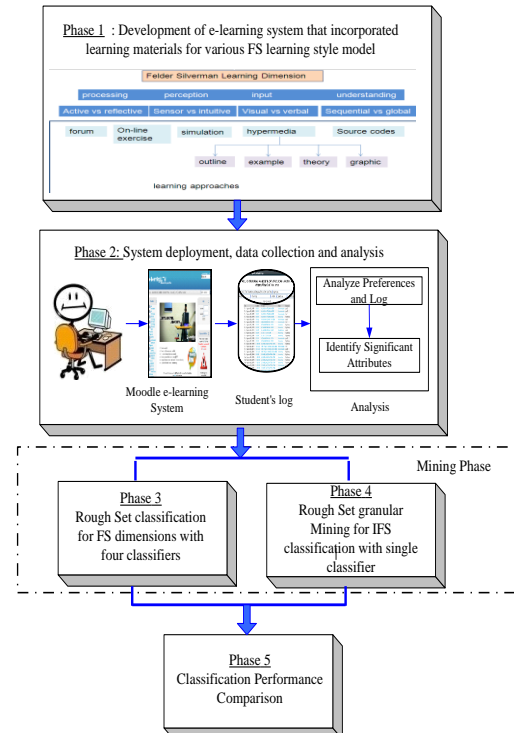 Phase 1 : Development of e-learning system that incorporated
learning materials for various FS learning style model
Felder Silverman Learning Dimension
processing perception input understanding
Active vs reflective Sensor vs intuitive Visual vs verbal Sequential vs global
forum On-line exercise simulation hypermedia Source codes
outline example theory graphic
learning approaches
Phase 2: System deployment, data collection and analysis
Analyze Preferences
and Log
Identify Significant
Attributes
Moodle e-learning
System
Student's log
Analysis
Mining Phase
Phase 3
Rough Set classification
for FS dimensions with
four classifiers
Phase 4
Rough Set granular
Mining for IFS
classification with single
classifier
Phase 5
Classification Performance
Comparison